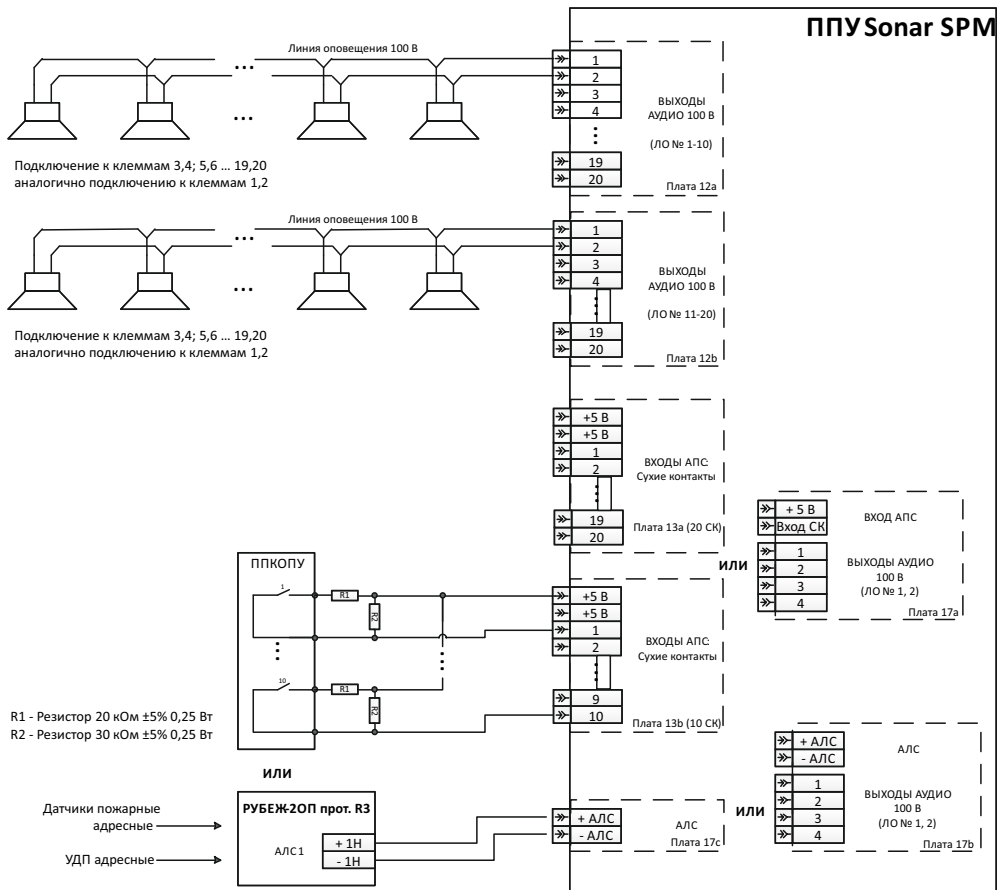 ППУ Sonar SPM
Линия оповещения 100 В
...
...
1
2
3
4
19
20
ВЫХОДЫ
АУДИО 100 В
(ЛО № 1-10)
Плата 12a
Подключение к клеммам 3,4; 5,6 ... 19,20
аналогично подключению к клеммам 1,2
Линия оповещения 100 В
...
...
1
2
3
4
19
20
ВЫХОДЫ
АУДИО 100 В
(ЛО № 11-20)
Плата 12b
Подключение к клеммам 3,4; 5,6 ... 19,20
аналогично подключению к клеммам 1,2
+5 В
+5 В
1
2
19
20
ВХОДЫ АПС:
Сухие контакты
Плата 13a (20 СК)
ИЛИ
+ 5 В
Вход СК
1
2
3
4
ВХОД АПС
ВЫХОДЫ АУДИО
100 В
(ЛО № 1, 2)
Плата 17a
ППКОПУ
1
R1
R2
10
R1
R2
+5 В
+5 В
1
2
9
10
ВХОДЫ АПС:
Сухие контакты
Плата 13b (10 СК)
R1 - Резистор 20 кОм ±5% 0,25 Вт
R2 - Резистор 30 кОм ±5% 0,25 Вт
ИЛИ
Датчики пожарные
адресные
УДП адресные
РУБЕЖ-2ОП прот. R3
АЛС 1
+ 1Н
- 1Н
+ АЛС
- АЛС
АЛС
Плата 17c
ИЛИ
+ АЛС
- АЛС
1
2
3
4
АЛС
ВЫХОДЫ АУДИО
100 В
(ЛО № 1, 2)
Плата 17b